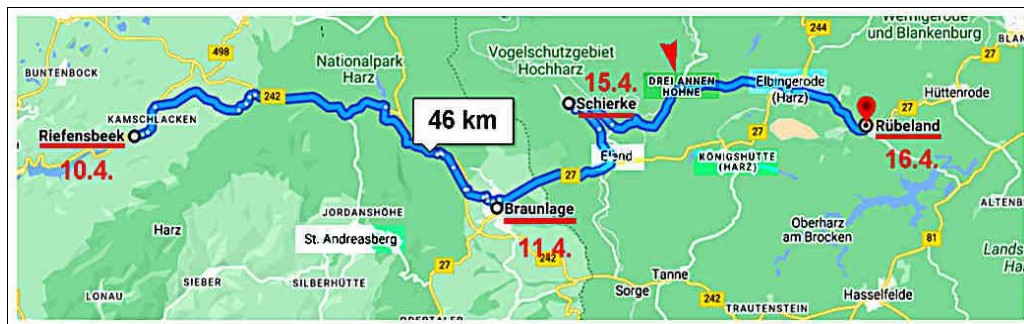 Wernigerode
und Blankenburg
498
244
27
BLAN
Nationalpark
Harz
Vogelschutzgebiet
Hochharz
BUNTENBOCK
15.4.
DREI ANNEN
HOHNE
Elbingerode
(Harz)
Hüttenrode
242
Schierke
KAMSCHLACKEN
46 km
Riefensbeek
Rübeland
27
10.4.
Elend
KÖNIGSHÜTTE
(HARZ)
16.4.
27
Braunlage
ALTENB
JORDANSHÖHE
Harz
St. Andreasberg
11.4.
Oberharz
am Brocken
81
Lands
Ha
27
242
SIEBER
SILBERHÜTTE
Tanne
LONAU
Sorge
242
Hasselfelde
TRAUTENSTEIN
ODERTALER